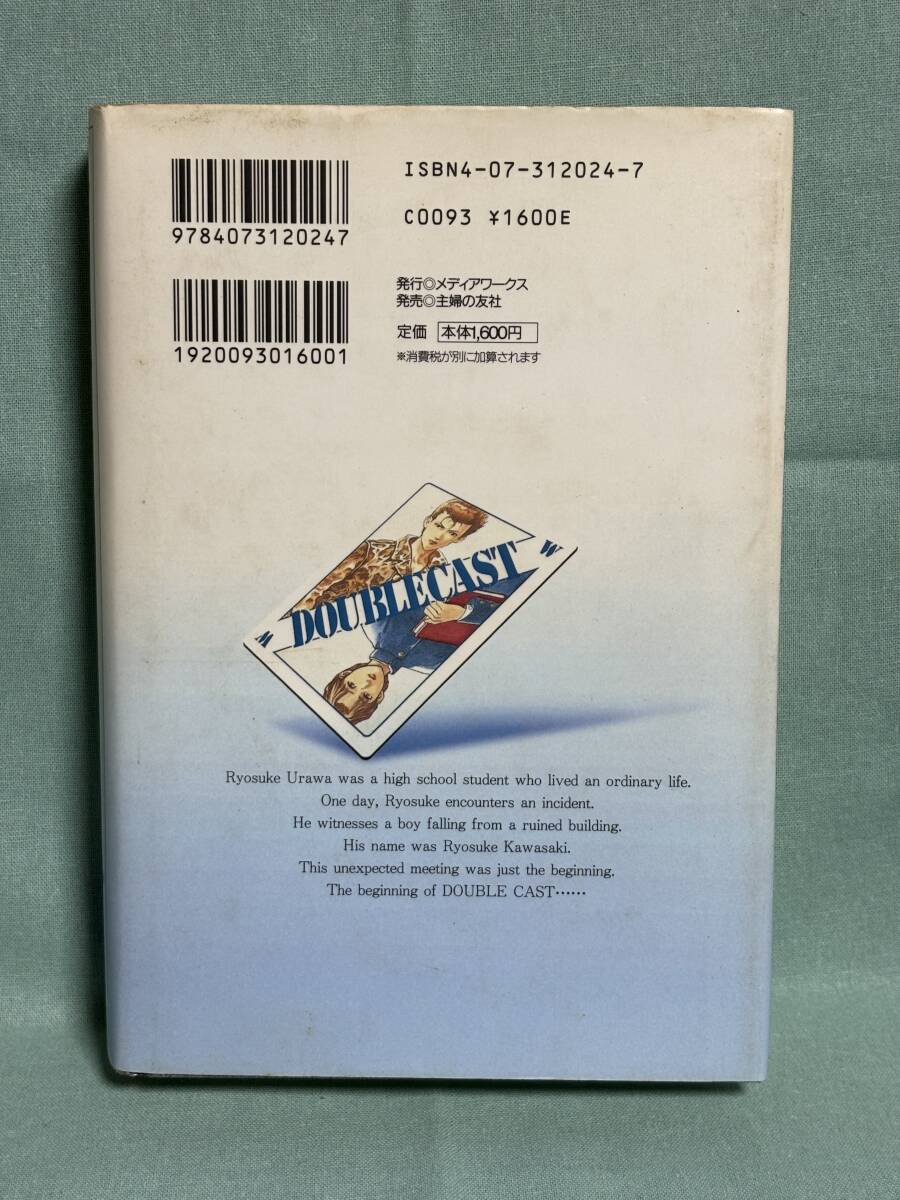 ISBN4-07-312024-7
C0093 ¥1600E
9784073120247
1920093016001
発行◎メディアワークス
発売◎主婦の友社
定価 本体1,600円
※消費税が別に加算されます
W
DOUBLECAST
W
Ryosuke Urawa was a high school student who lived an ordinary life.
One day, Ryosuke encounters an incident.
He witnesses a boy falling from a ruined building.
His name was Ryosuke Kawasaki.
This unexpected meeting was just the beginning.
The beginning of DOUBLE CAST……